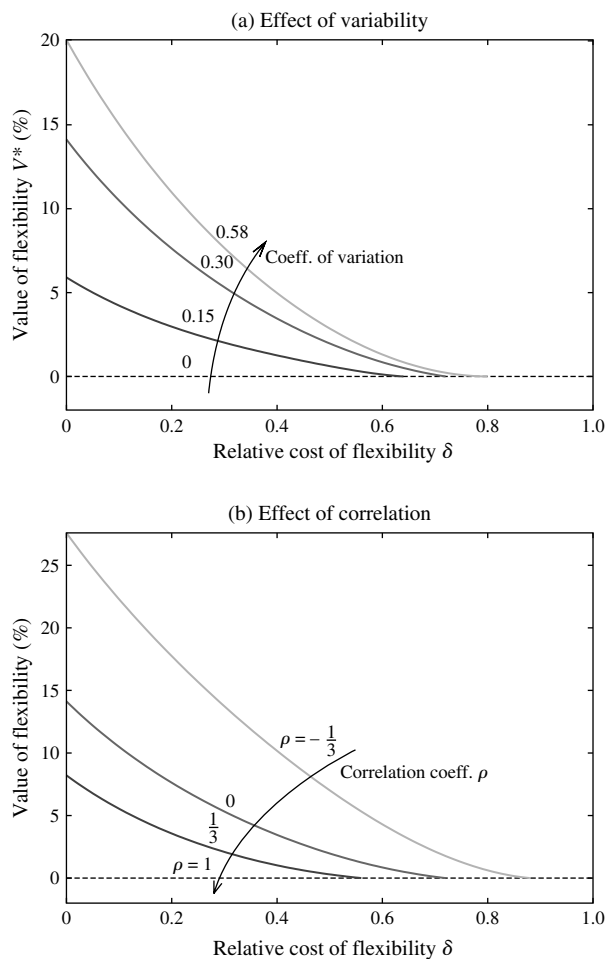 (a) Effect of variability
20
15
10
5
0
Value of flexibility V* (%)
0.58
0.30
Coeff. of variation
0.15
0
0 0.2 0.4 0.6 0.8 1.0
Relative cost of flexibility δ
(b) Effect of correlation
25
20
15
10
5
0
Value of flexibility (%)
ρ = – 1/3
Correlation coeff. ρ
0
1/3
ρ = 1
0 0.2 0.4 0.6 0.8 1.0
Relative cost of flexibility δ